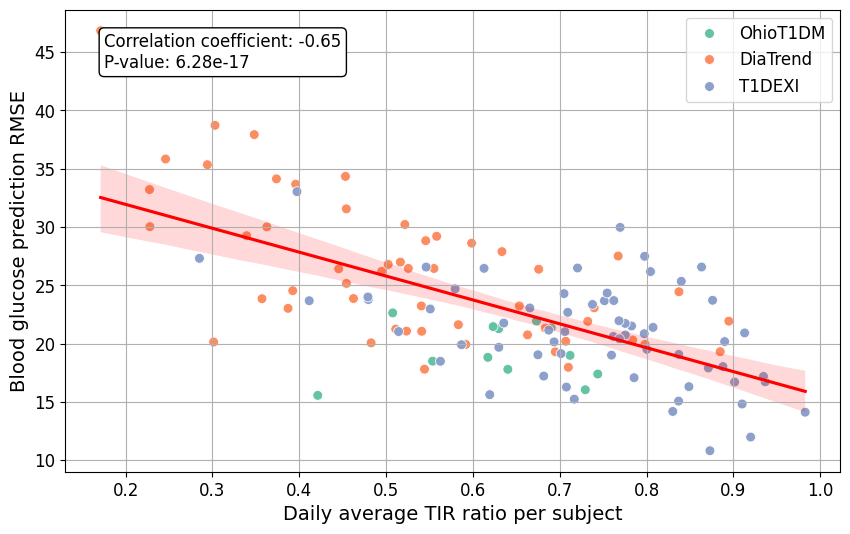 Correlation coefficient: -0.65
P-value: 6.28e-17
OhioT1DM
DiaTrend
T1DEXI
Blood glucose prediction RMSE
45
40
35
30
25
20
15
10
0.2 0.3 0.4 0.5 0.6 0.7 0.8 0.9 1.0
Daily average TIR ratio per subject